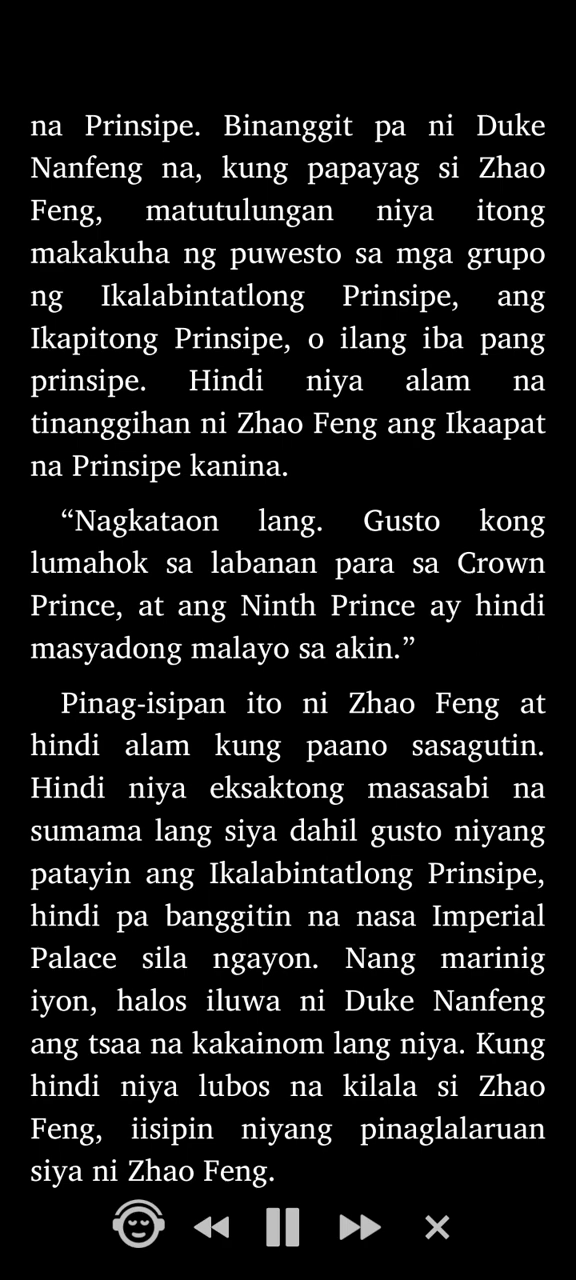 na Prinsipe. Binanggit pa ni Duke
Nanfeng na, kung papayag si Zhao
Feng, matutulungan niya itong
makakuha ng puwesto sa mga grupo
ng Ikalabintatlong Prinsipe, ang
Ikapitong Prinsipe, o ilang iba pang
prinsipe. Hindi niya alam na
tinanggihan ni Zhao Feng ang Ikaapat
na Prinsipe kanina.
“Nagkataon lang. Gusto kong
lumahok sa labanan para sa Crown
Prince, at ang Ninth Prince ay hindi
masyadong malayo sa akin.”
Pinag-isipan ito ni Zhao Feng at
hindi alam kung paano sasagutin.
Hindi niya eksaktong masasabi na
sumama lang siya dahil gusto niyang
patayin ang Ikalabintatlong Prinsipe,
hindi pa banggitin na nasa Imperial
Palace sila ngayon. Nang marinig
iyon, halos iluwa ni Duke Nanfeng
ang tsaa na kakainom lang niya. Kung
hindi niya lubos na kilala si Zhao
Feng, iisipin niyang pinaglalaruan
siya ni Zhao Feng.